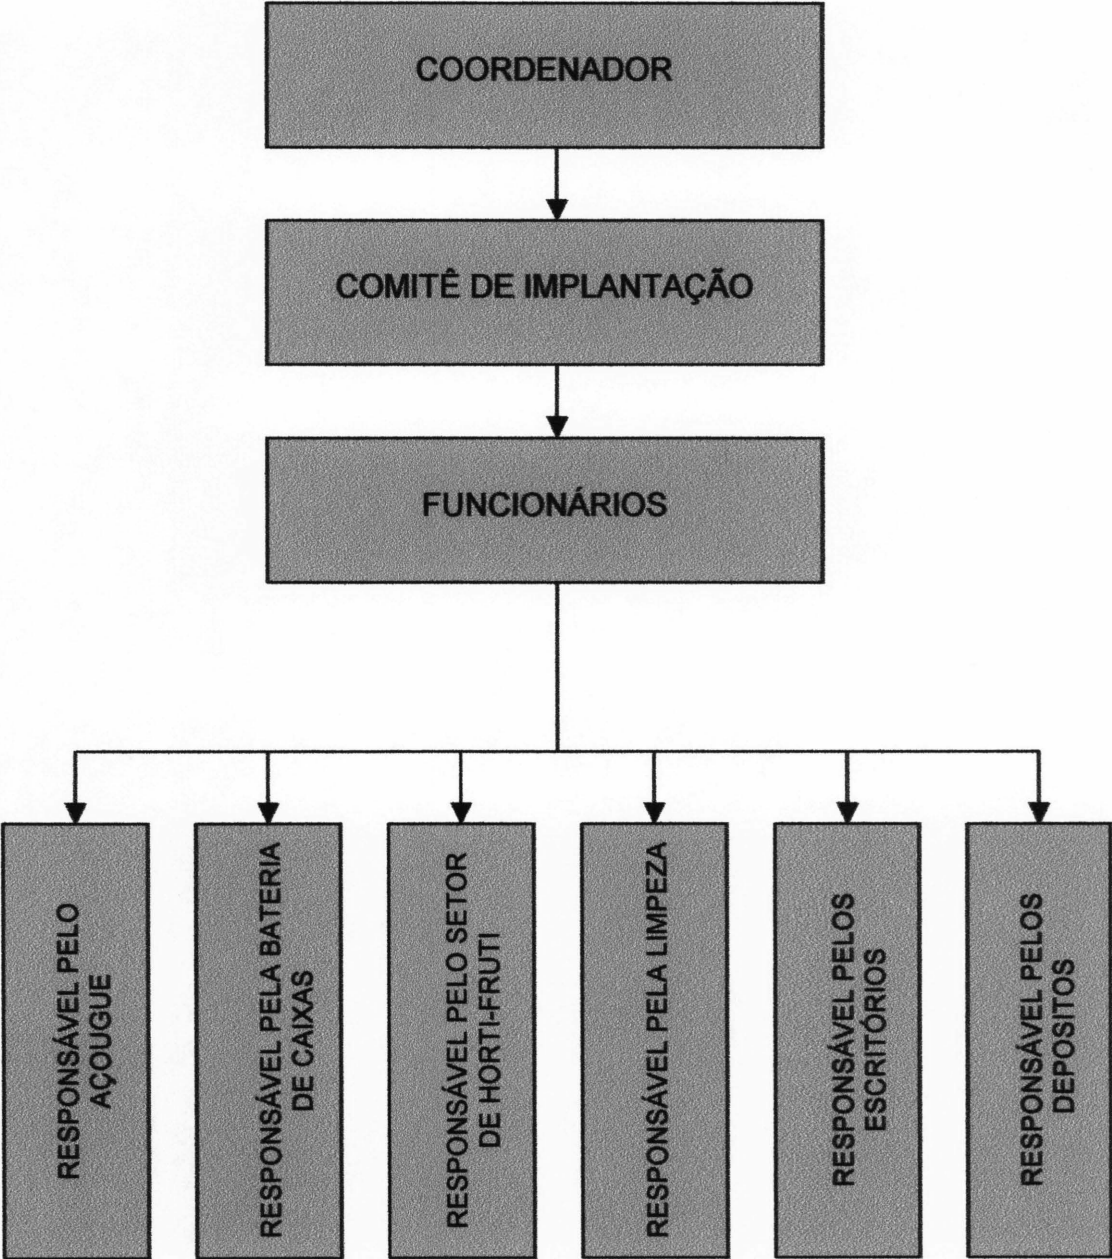 COORDENADOR
COMITÊ DE IMPLANTAÇÃO
FUNCIONÁRIOS
RESPONSÁVEL PELO
AÇOUGUE
RESPONSÁVEL PELA BATERIA
DE CAIXAS
RESPONSÁVEL PELO SETOR
DE HORTI-FRUTI
RESPONSÁVEL PELA LIMPEZA
RESPONSÁVEL PELOS
ESCRITÓRIOS
RESPONSÁVEL PELOS
DEPOSITOS